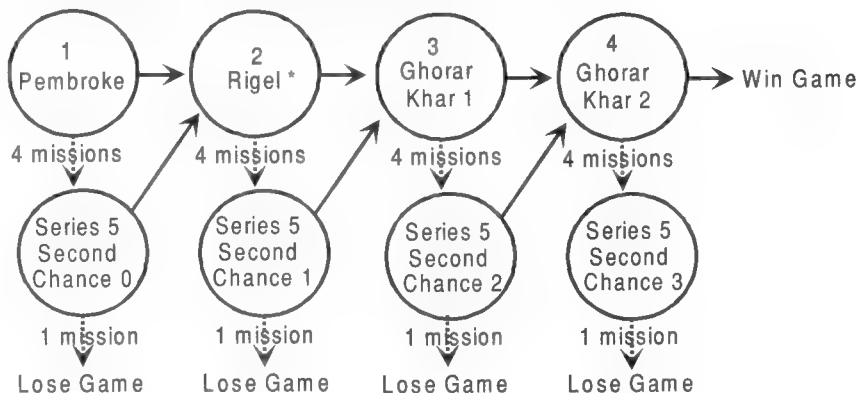 1
Pembroke
2
Rigel *
3
Ghorar
Khar 1
4
Ghorar
Khar 2
Win Game
4 missions
4 missions
4 missions
4 missions
Series 5
Second
Chance 0
Series 5
Second
Chance 1
Series 5
Second
Chance 2
Series 5
Second
Chance 3
1 mission
1 mission
1 mission
1 mission
Lose Game
Lose Game
Lose Game
Lose Game